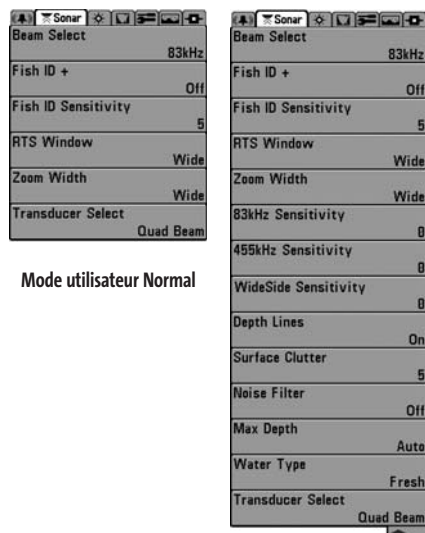 Sonar
Beam Select
83kHz
Fish ID +
Off
Fish ID Sensitivity
5
RTS Window
Wide
Zoom Width
Wide
Transducer Select
Quad Beam
Mode utilisateur Normal
Sonar
Beam Select
83kHz
Fish ID +
Off
Fish ID Sensitivity
5
RTS Window
Wide
Zoom Width
Wide
83kHz Sensitivity
0
455kHz Sensitivity
0
WideSide Sensitivity
0
Depth Lines
On
Surface Clutter
5
Noise Filter
Off
Max Depth
Auto
Water Type
Fresh
Transducer Select
Quad Beam